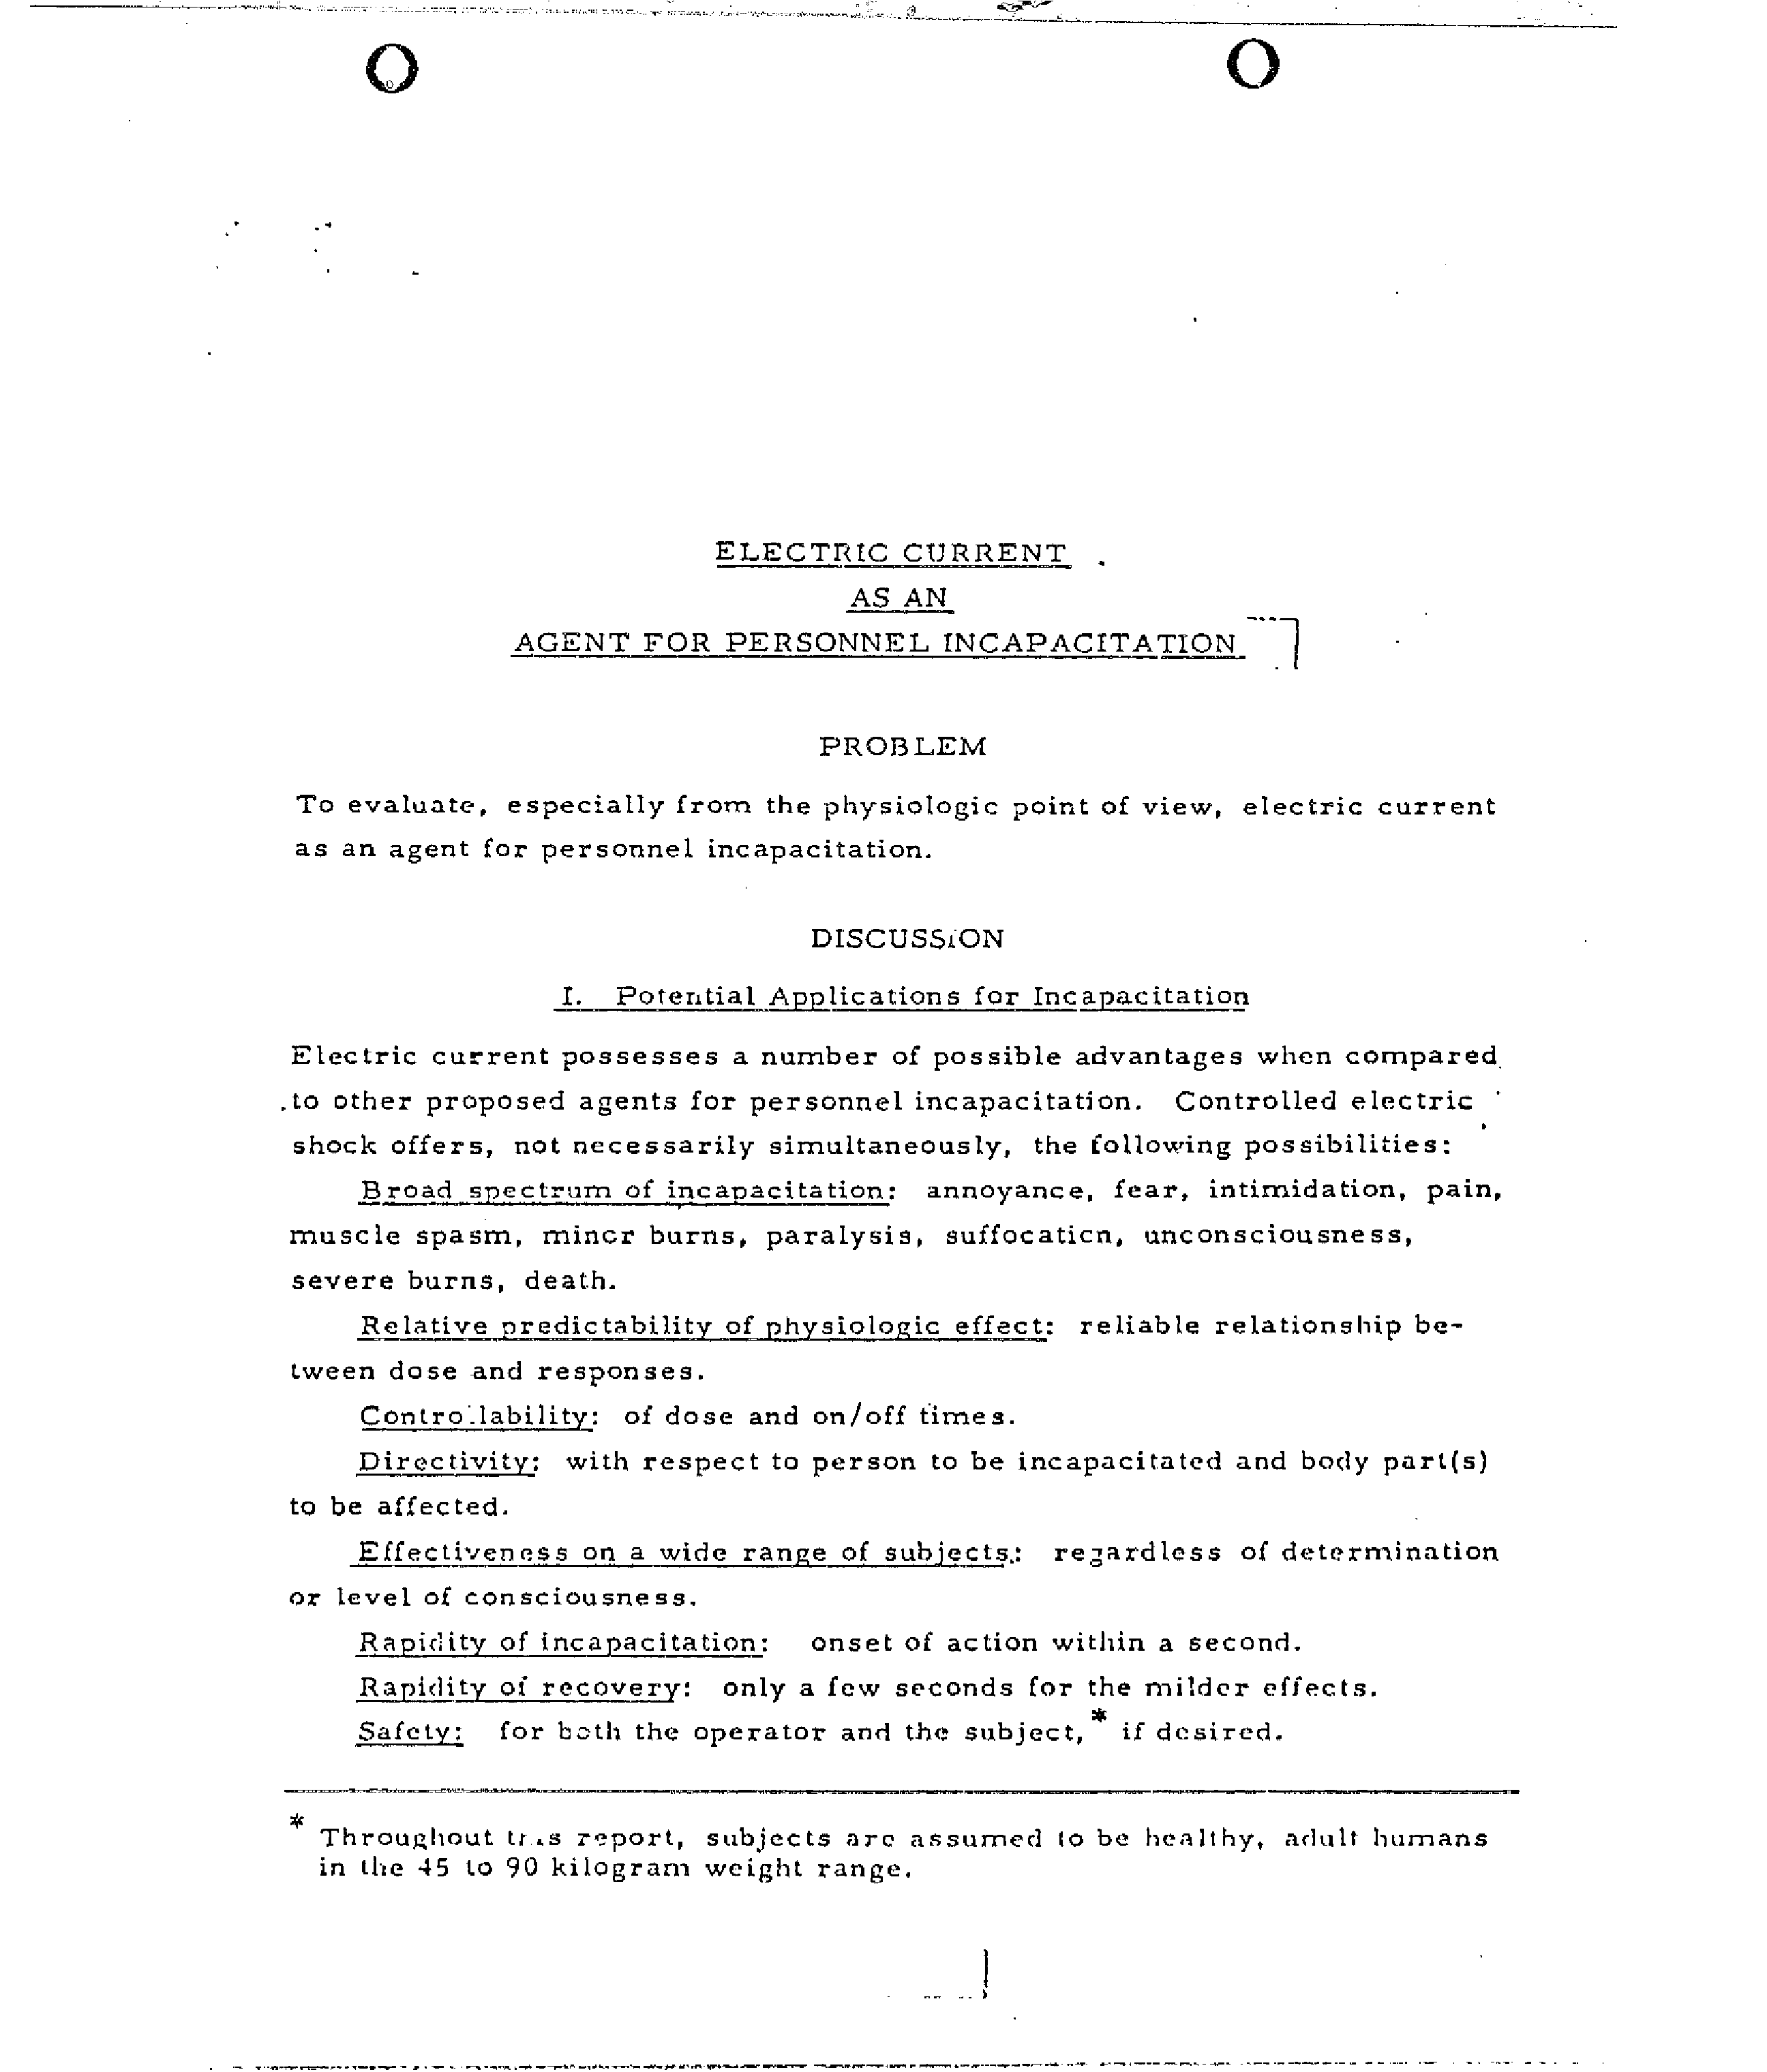 ELECTRIC CURRENT
AS AN
AGENT FOR PERSONNEL INCAPACITATION
PROBLEM
To evaluate, especially from the physiologic point of view, electric current
as an agent for personnel incapacitation.
DISCUSSION
I. Potential Applications for Incapacitation
Electric current possesses a number of possible advantages when compared
to other proposed agents for personnel incapacitation. Controlled electric
shock offers, not necessarily simultaneously, the following possibilities:
Broad spectrum of incapacitation: annoyance, fear, intimidation, pain,
muscle spasm, minor burns, paralysis, suffocation, unconsciousness,
severe burns, death.
Relative predictability of physiologic effect: reliable relationship be-
tween dose and responses.
Controllability: of dose and on/off times.
Directivity: with respect to person to be incapacitated and body part(s)
to be affected.
Effectiveness on a wide range of subjects: regardless of determination
or level of consciousness.
Rapidity of incapacitation: onset of action within a second.
Rapidity of recovery: only a few seconds for the milder effects.
Safety: for both the operator and the subject,* if desired.
* Throughout this report, subjects are assumed to be healthy, adult humans
in the 45 to 90 kilogram weight range.